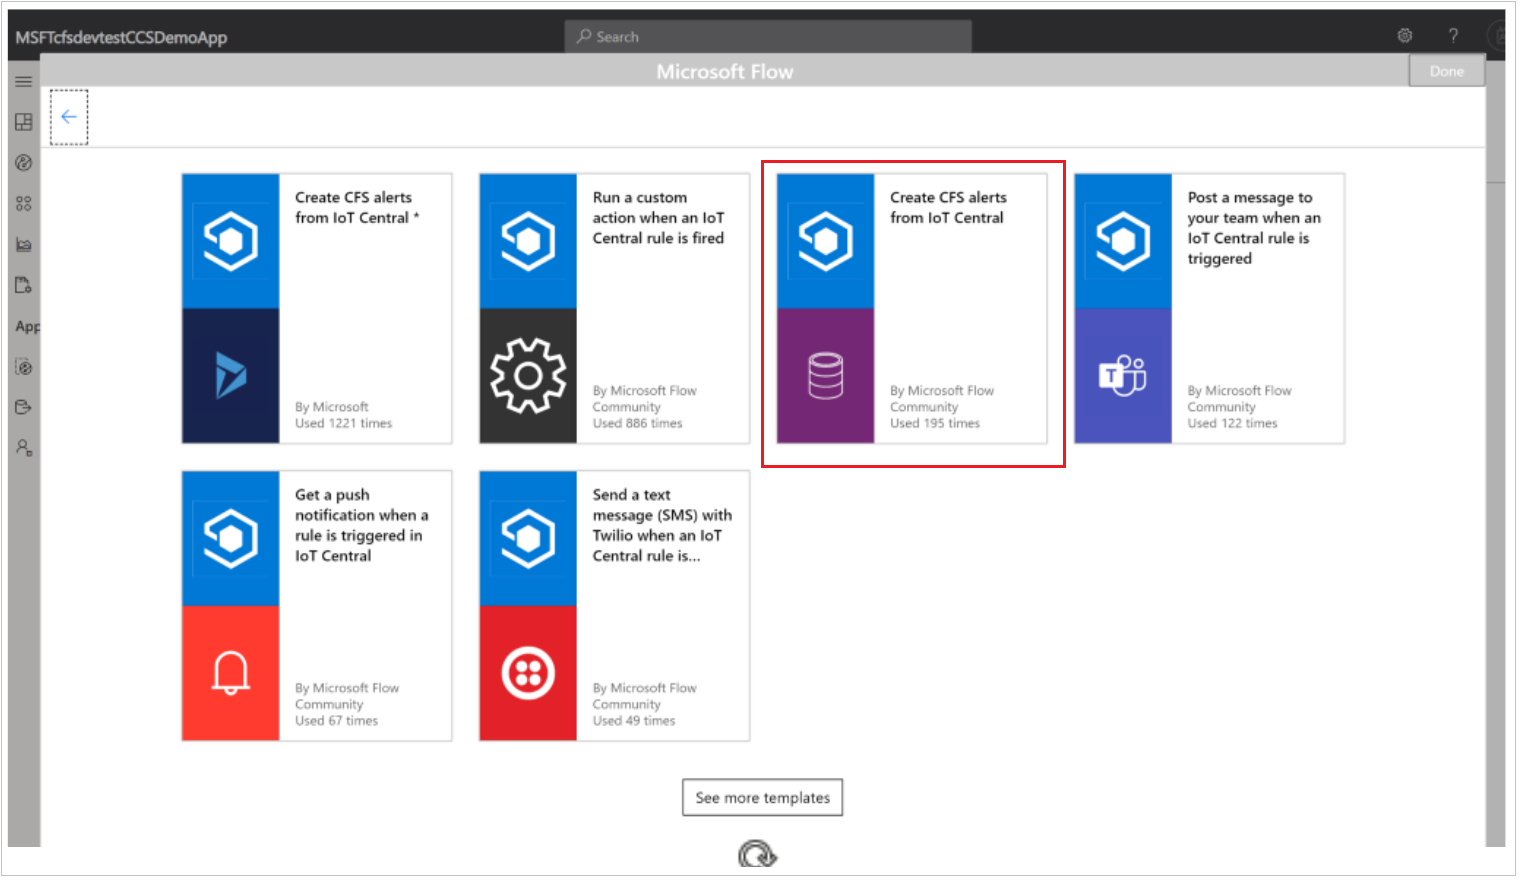 MSFTcfsdevtestCCSDemoApp
Search
?
Microsoft Flow
Done
App
Create CFS alerts
from IoT Central *
By Microsoft
Used 1221 times
Run a custom
action when an IoT
Central rule is fired
By Microsoft Flow
Community
Used 886 times
Create CFS alerts
from IoT Central
By Microsoft Flow
Community
Used 195 times
Post a message to
your team when an
IoT Central rule is
triggered
T
By Microsoft Flow
Community
Used 122 times
Get a push
notification when a
rule is triggered in
IoT Central
By Microsoft Flow
Community
Used 67 times
Send a text
message (SMS) with
Twilio when an IoT
Central rule is...
By Microsoft Flow
Community
Used 49 times
See more templates